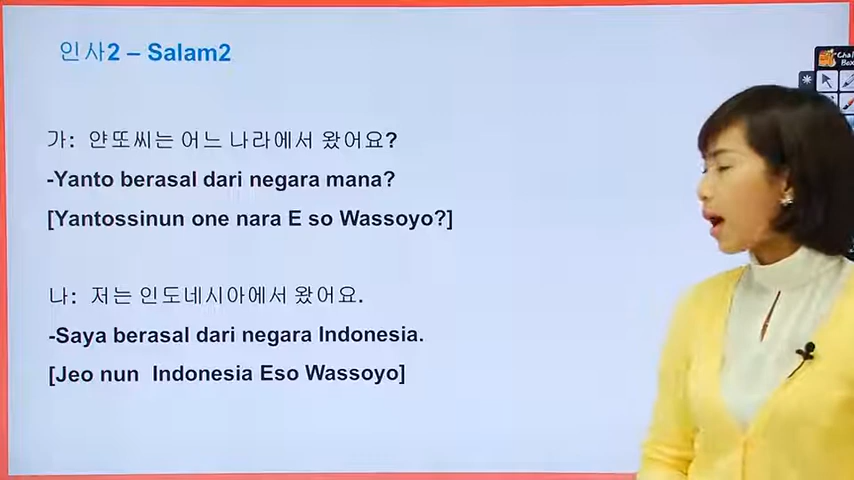 인사2 – Salam2
가: 얀또씨는 어느 나라에서 왔어요?
-Yanto berasal dari negara mana?
[Yantossinun one nara E so Wassoyo?]
나: 저는 인도네시아에서 왔어요.
-Saya berasal dari negara Indonesia.
[Jeo nun Indonesia Eso Wassoyo]